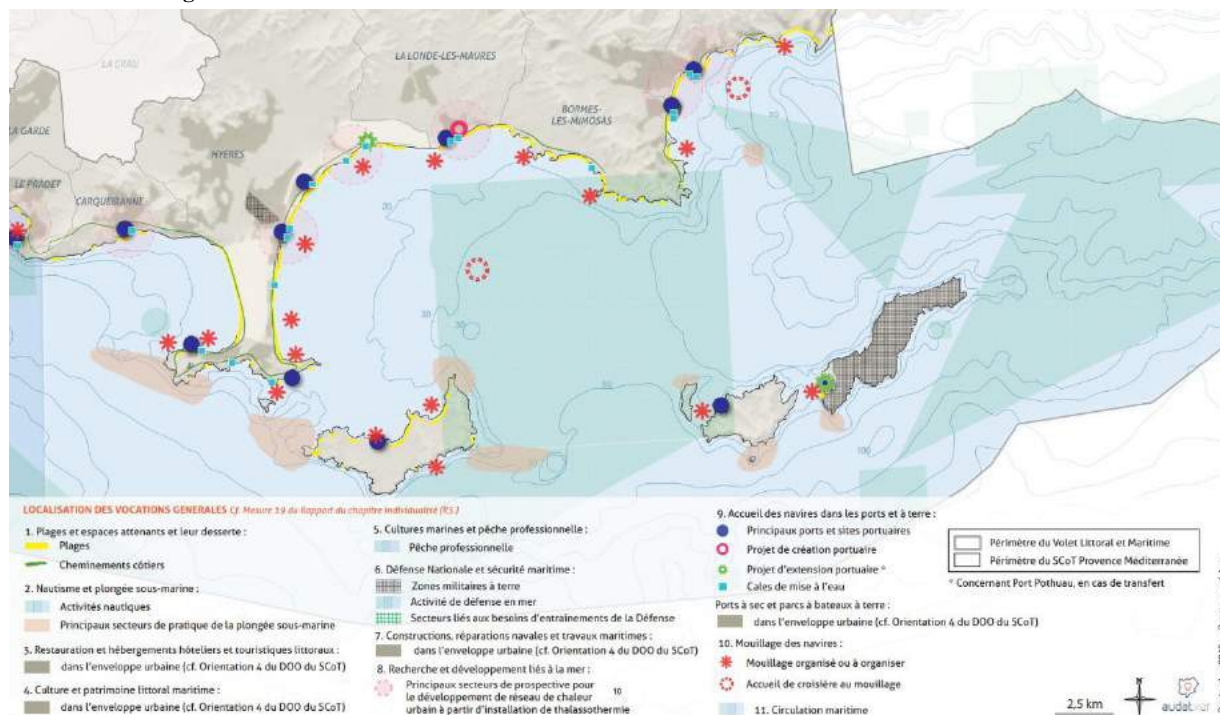 LA CRAU
LA LONDE-LES-MAURES
BORMES-
LES-MIMOSAS
LA GARDE
HYERES
LE PRADET
CARQUEIRANNE
LOCALISATION DES VOCATIONS GENERALES Cf. Mesure 19 du Rapport du chapitre individualisé (R3.)
1. Plages et espaces attenants et leur desserte :
Plages
Cheminements côtiers
2. Nautisme et plongée sous-marine :
Activités nautiques
Principaux secteurs de pratique de la plongée sous-marine
3. Restauration et hébergements hôteliers et touristiques littoraux :
dans l'enveloppe urbaine (cf. Orientation 4 du DOO du SCoT)
4. Culture et patrimoine littoral maritime :
dans l'enveloppe urbaine (cf. Orientation 4 du DOO du SCoT)
5. Cultures marines et pêche professionnelle :
Pêche professionnelle
6. Défense Nationale et sécurité maritime :
Zones militaires à terre
Activité de défense en mer
Secteurs liés aux besoins d'entrainements de la Défense
7. Constructions, réparations navales et travaux maritimes :
dans l'enveloppe urbaine (cf. Orientation 4 du DOO du SCoT)
8. Recherche et développement liés à la mer :
Principaux secteurs de prospective pour
le développement de réseau de chaleur
urbain à partir d'installation de thalassothermie
10
9. Accueil des navires dans les ports et à terre :
Principaux ports et sites portuaires
Projet de création portuaire
Projet d'extension portuaire *
Cales de mise à l'eau
Ports à sec et parcs à bateaux à terre :
dans l'enveloppe urbaine (cf. Orientation 4 du DOO du SCoT)
10. Mouillage des navires :
Mouillage organisé ou à organiser
Accueil de croisière au mouillage
11. Circulation maritime
Périmètre du Volet Littoral et Maritime
Périmètre du SCoT Provence Méditerranée
* Concernant Port Pothuau, en cas de transfert
2,5 km
N
audat.var
100